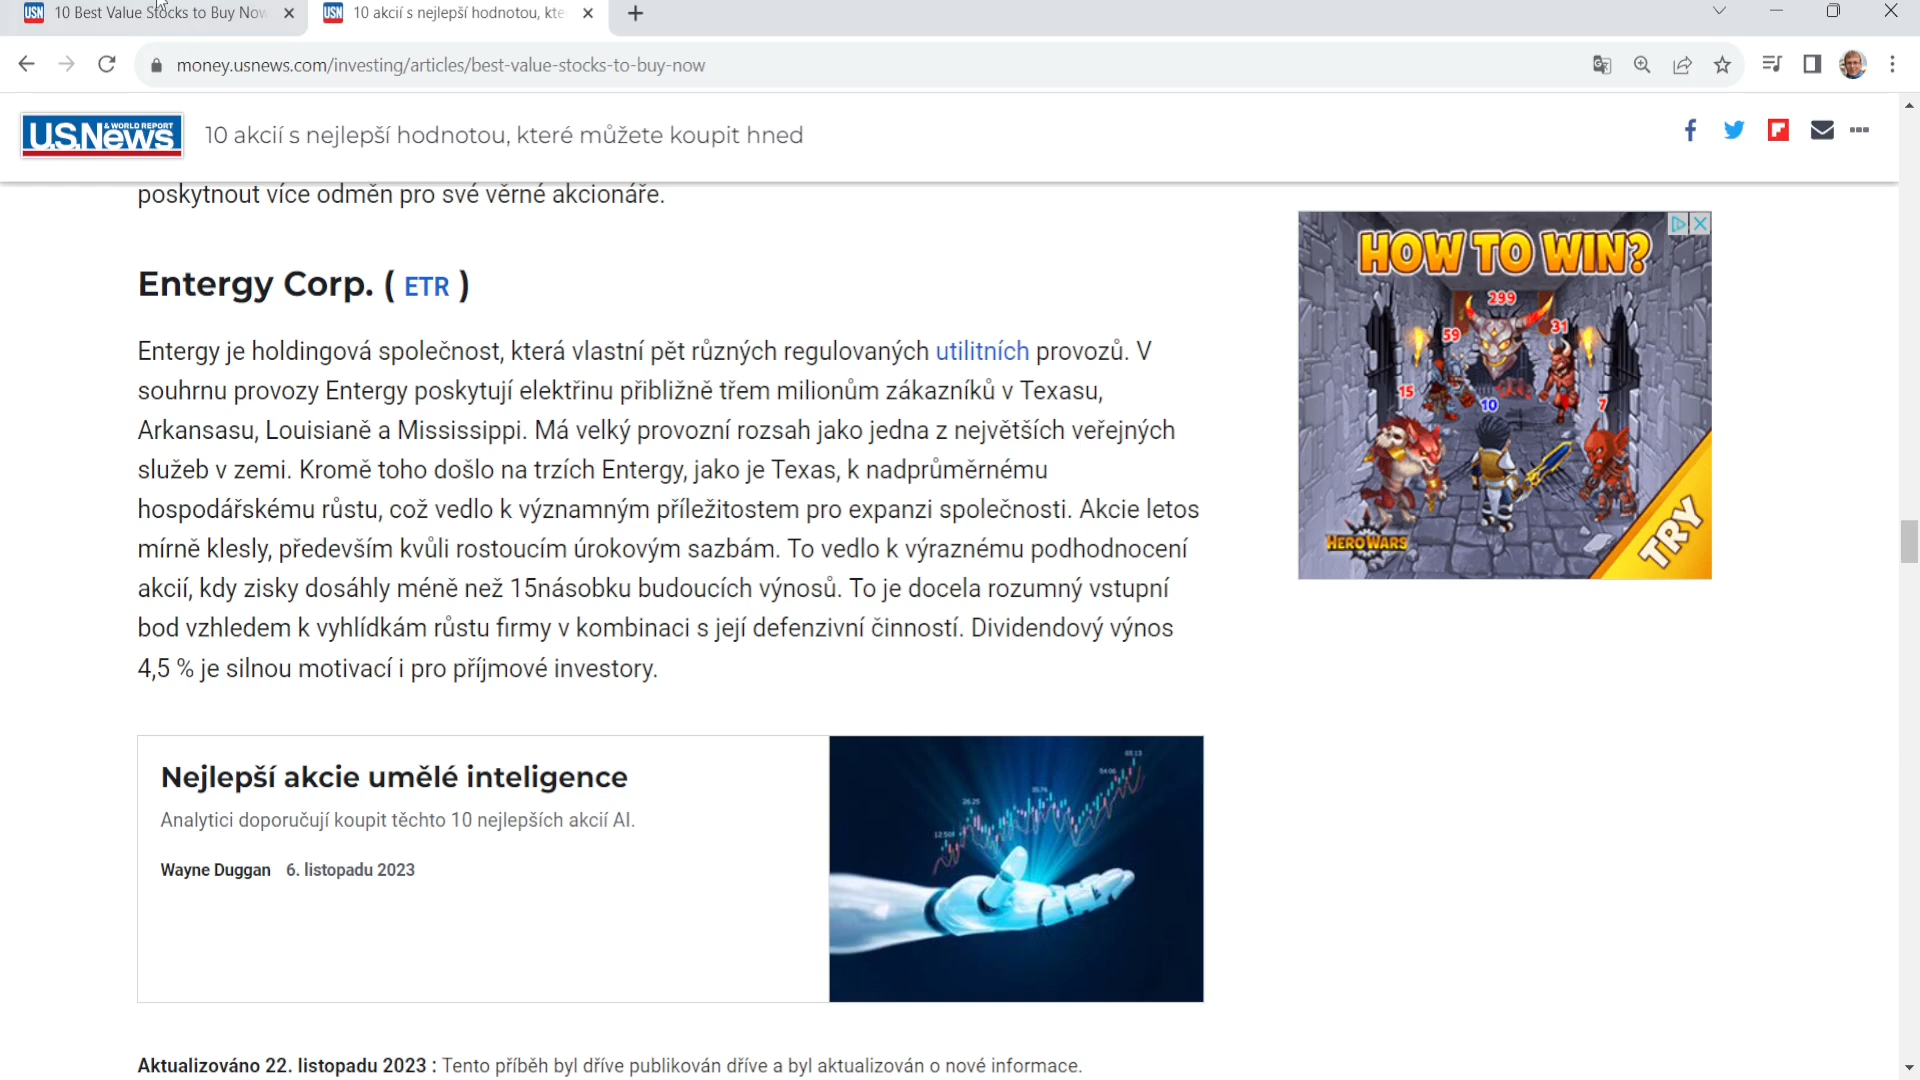 10 Best Value Stocks to Buy Now
10 akcií s nejlepší hodnotou, kte
money.usnews.com/investing/articles/best-value-stocks-to-buy-now
U.S.News
& WORLD REPORT
10 akcií s nejlepší hodnotou, které můžete koupit hned
poskytnout více odměn pro své věrné akcionáře.
Entergy Corp. ( ETR )
Entergy je holdingová společnost, která vlastní pět různých regulovaných utilitních provozů. V
souhrnu provozy Entergy poskytují elektřinu přibližně třem milionům zákazníků v Texasu,
Arkansasu, Louisianě a Mississippi. Má velký provozní rozsah jako jedna z největších veřejných
služeb v zemi. Kromě toho došlo na trzích Entergy, jako je Texas, k nadprůměrnému
hospodářskému růstu, což vedlo k významným příležitostem pro expanzi společnosti. Akcie letos
mírně klesly, především kvůli rostoucím úrokovým sazbám. To vedlo k výraznému podhodnocení
akcií, kdy zisky dosáhly méně než 15násobku budoucích výnosů. To je docela rozumný vstupní
bod vzhledem k vyhlídkám růstu firmy v kombinaci s její defenzivní činností. Dividendový výnos
4,5 % je silnou motivací i pro příjmové investory.
HOW TO WIN?
299
59
31
15
10
7
HERO WARS
TRY
Nejlepší akcie umělé inteligence
Analytici doporučují koupit těchto 10 nejlepších akcií AI.
Wayne Duggan 6. listopadu 2023
Aktualizováno 22. listopadu 2023 : Tento příběh byl dříve publikován dříve a byl aktualizován o nové informace.